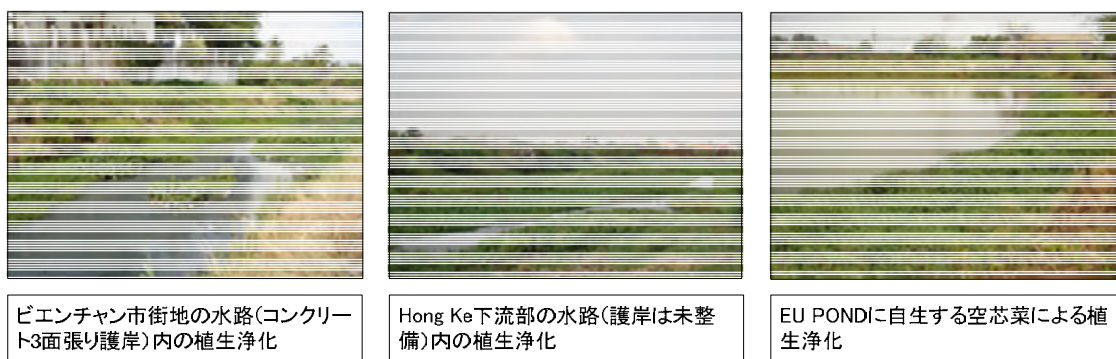 ビエンチャン市街地の水路(コンクリー
ト3面張り護岸)内の植生浄化
Hong Ke下流部の水路(護岸は未整
備)内の植生浄化
EU PONDに自生する空芯菜による植
生浄化